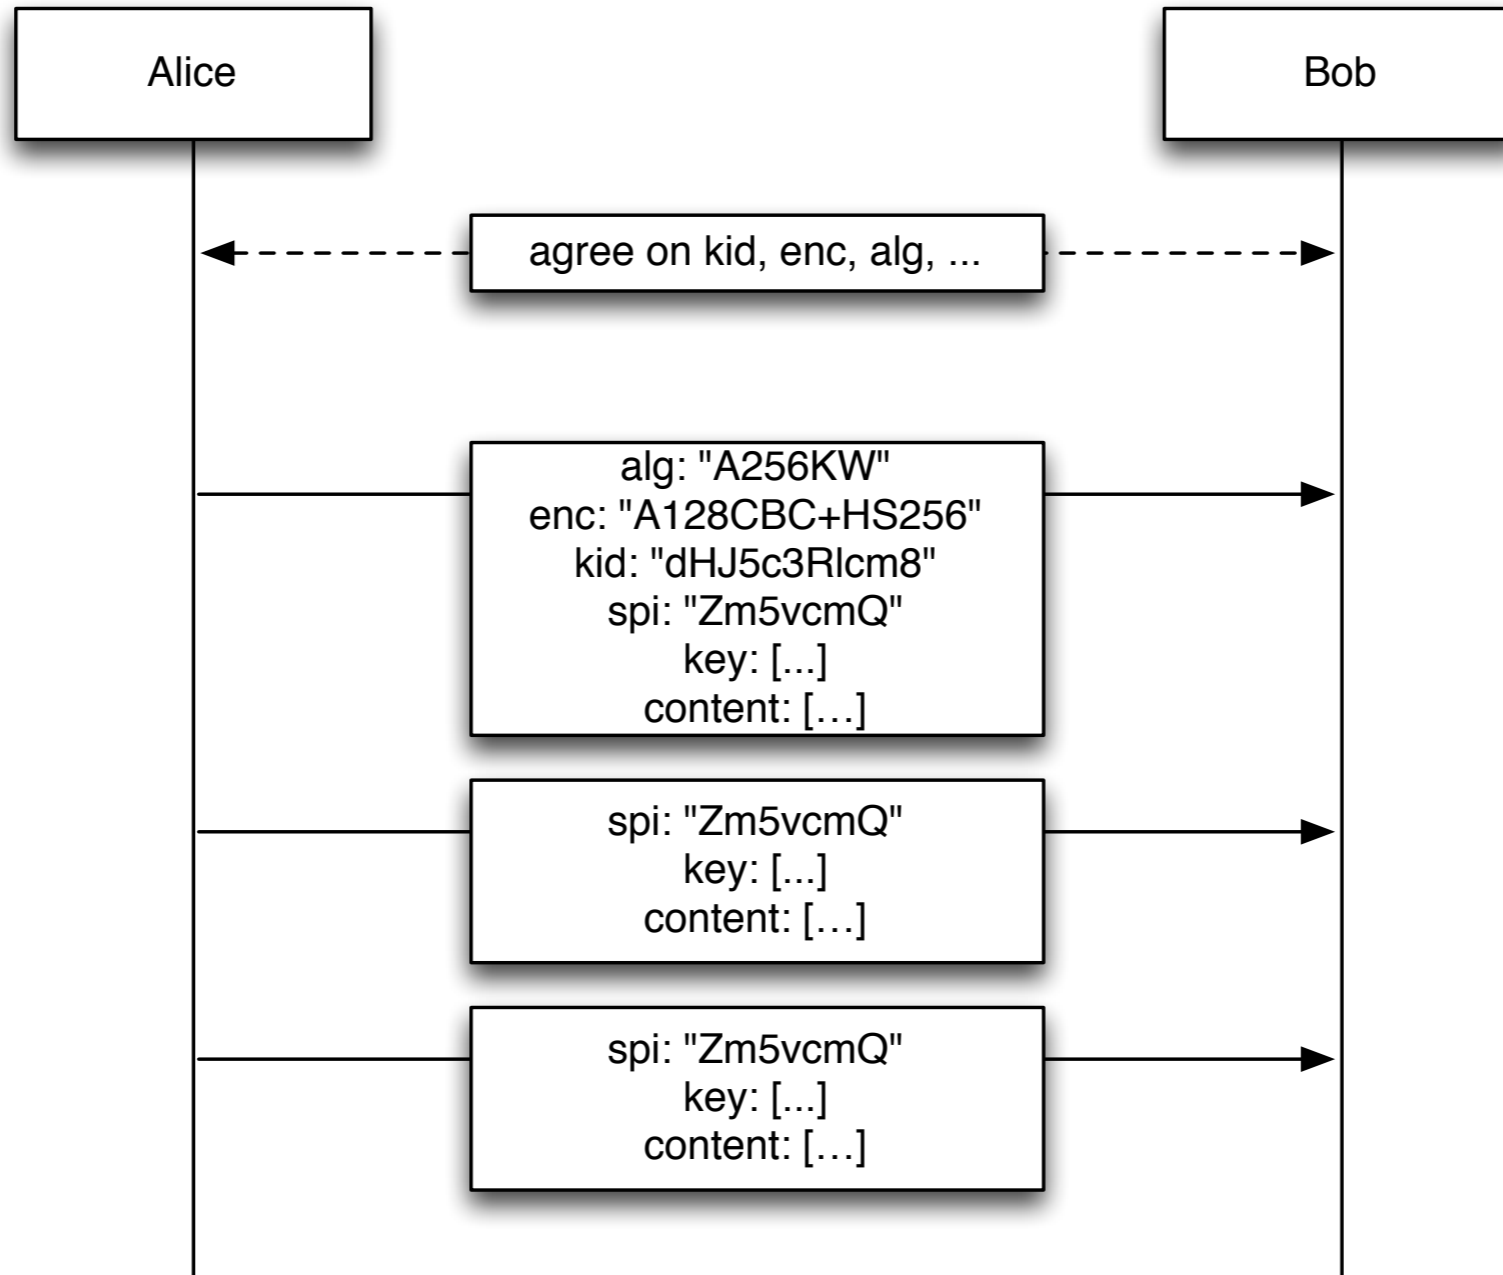 Alice
Bob
agree on kid, enc, alg, ...
alg: "A256KW"
enc: "A128CBC+HS256"
kid: "dHJ5c3Rlcm8"
spi: "Zm5vcmQ"
key: [...]
content: […]
spi: "Zm5vcmQ"
key: [...]
content: […]
spi: "Zm5vcmQ"
key: [...]
content: […]